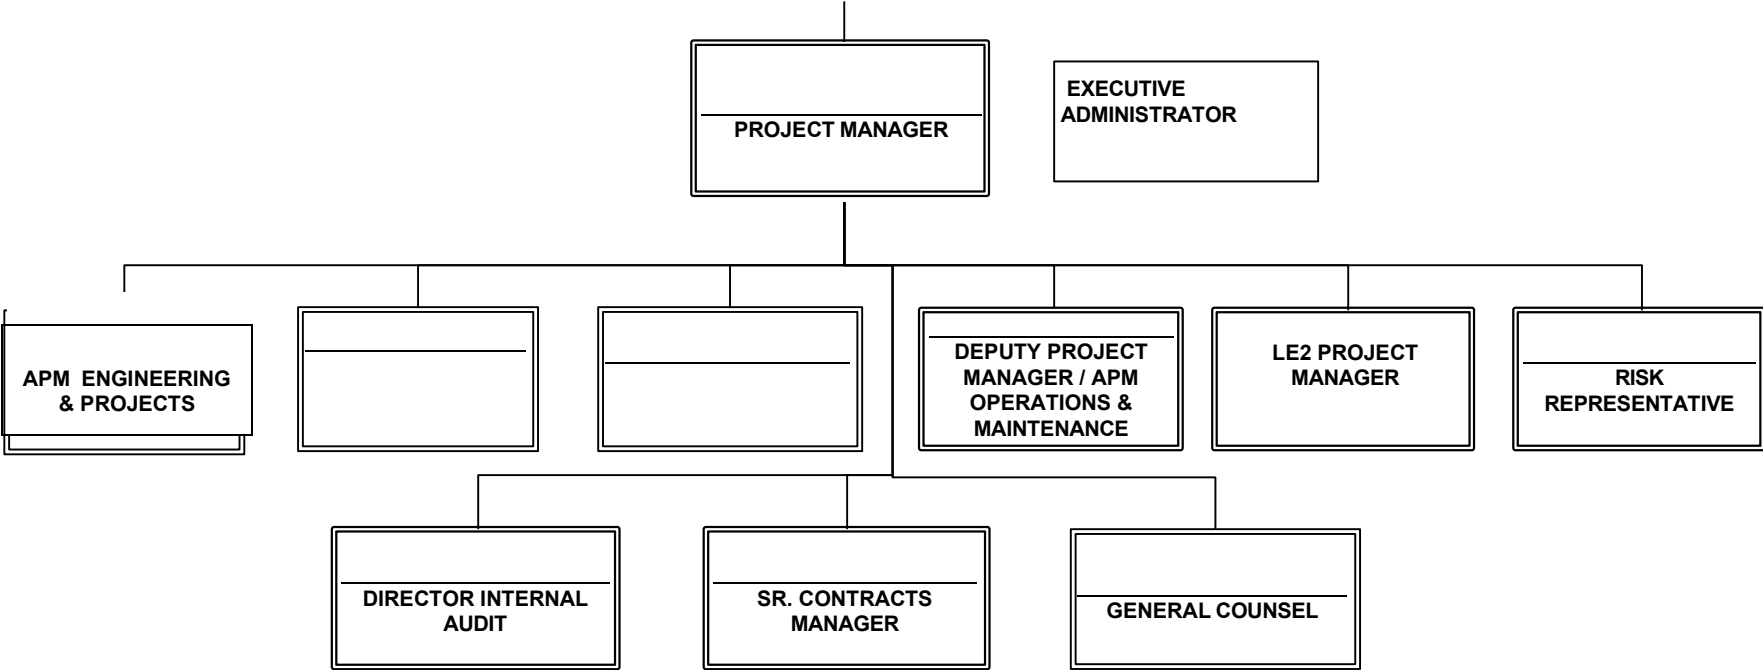 PROJECT MANAGER
EXECUTIVE
ADMINISTRATOR
APM ENGINEERING
& PROJECTS
DEPUTY PROJECT
MANAGER / APM
OPERATIONS &
MAINTENANCE
LE2 PROJECT
MANAGER
RISK
REPRESENTATIVE
DIRECTOR INTERNAL
AUDIT
SR. CONTRACTS
MANAGER
GENERAL COUNSEL